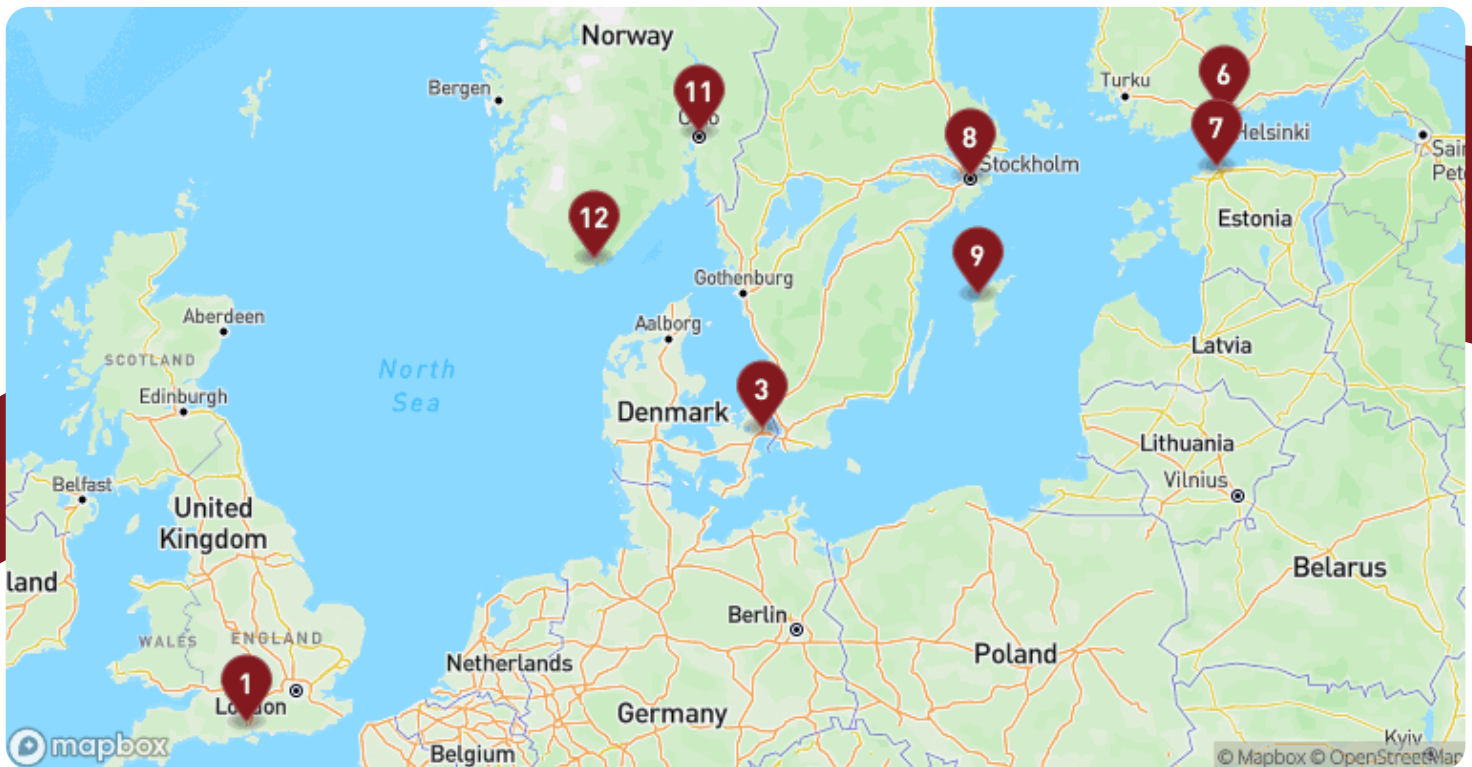 Norway
Bergen
11
Turku
6
7
Helsinki
8
Stockholm
Estonia
12
9
Gothenburg
Aberdeen
Aalborg
SCOTLAND
Latvia
North
Sea
Edinburgh
3
Denmark
Lithuania
Vilnius
Belfast
United
Kingdom
land
Belarus
Berlin
WALES
ENGLAND
Netherlands
Poland
1
London
Germany
Belgium
Kyiv
mapbox
© Mapbox © OpenStreetMap